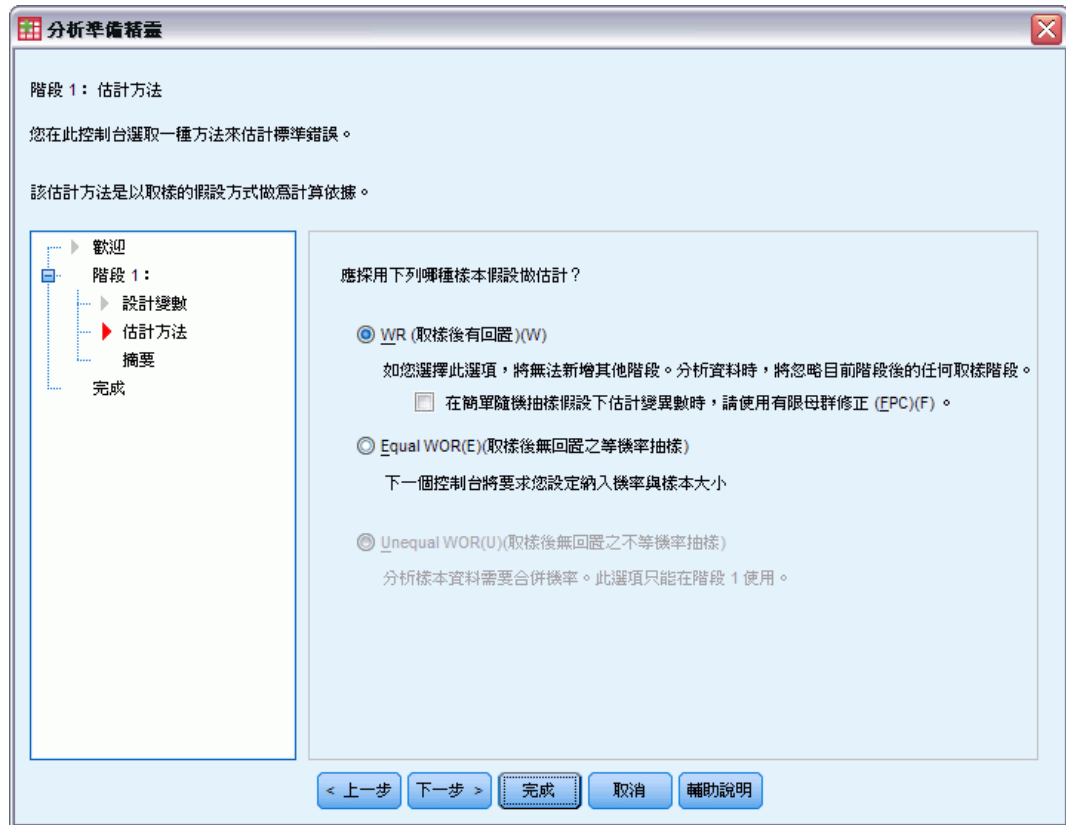 分析準備精靈
階段 1：估計方法
您在此控制台選取一種方法來估計標準錯誤。
該估計方法是以取樣的假設方式做為計算依據。
歡迎
階段 1：
設計變數
估計方法
摘要
完成
應採用下列哪種樣本假設做估計？
WR (取樣後有回置)(W)
如您選擇此選項，將無法新增其他階段。分析資料時，將忽略目前階段後的任何取樣階段。
在簡單隨機抽樣假設下估計變異數時，請使用有限母群修正 (FPC)(F) 。
Equal WOR(E)(取樣後無回置之等機率抽樣)
下一個控制台將要求您設定納入機率與樣本大小
Unequal WOR(U)(取樣後無回置之不等機率抽樣)
分析樣本資料需要合併機率。此選項只能在階段 1 使用。
< 上一步 下一步 > 完成 取消 輔助說明